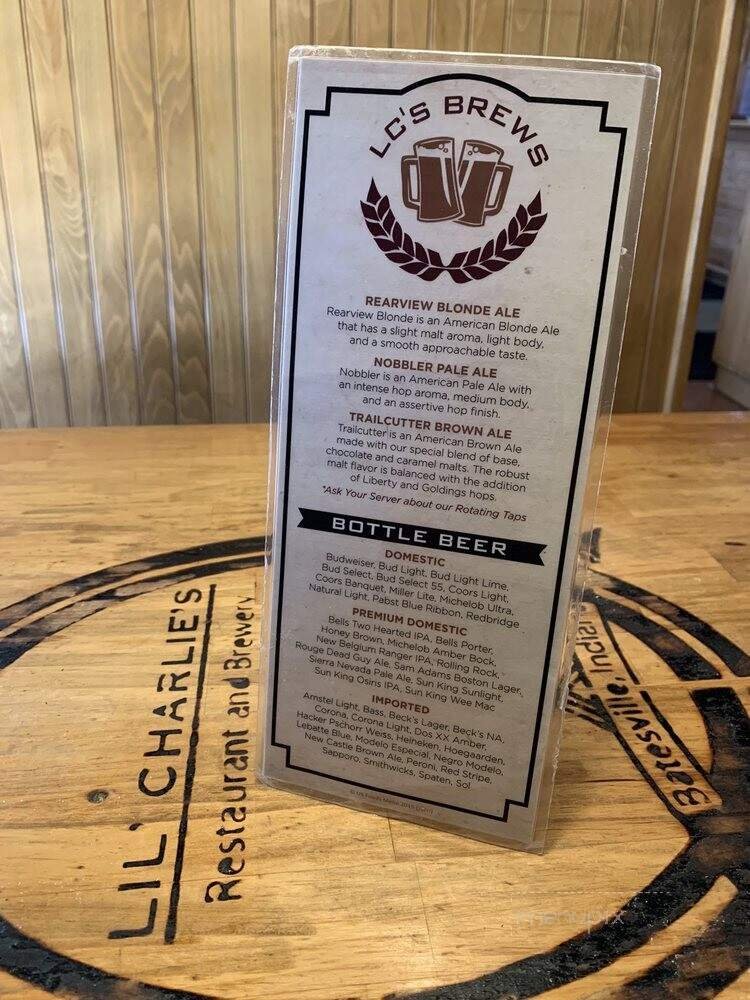 LC'S BREWS
REARVIEW BLONDE ALE
Rearview Blonde is an American Blonde Ale
that has a slight malt aroma, light body,
and a smooth approachable taste.
NOBBLER PALE ALE
Nobbler is an American Pale Ale with
an intense hop aroma, medium body,
and an assertive hop finish.
TRAILCUTTER BROWN ALE
Trailcutter is an American Brown Ale
made with our special blend of base,
chocolate and caramel malts. The robust
malt flavor is balanced with the addition
of Liberty and Goldings hops.
*Ask Your Server about our Rotating Taps
BOTTLE BEER
DOMESTIC
Budweiser, Bud Light, Bud Light Lime,
Bud Select, Bud Select 55, Coors Light,
Coors Banquet, Miller Lite, Michelob Ultra,
Natural Light, Pabst Blue Ribbon, Redbridge
PREMIUM DOMESTIC
Bells Two Hearted IPA, Bells Porter,
Honey Brown, Michelob Amber Bock,
New Belgium Ranger IPA, Rolling Rock,
Rouge Dead Guy Ale, Sam Adams Boston Lager,
Sierra Nevada Pale Ale, Sun King Sunlight,
Sun King Osiris IPA, Sun King Wee Mac
IMPORTED
Amstel Light, Bass, Beck's Lager, Beck's NA,
Corona, Corona Light, Dos XX Amber,
Hacker Pschorr Weiss, Heineken, Hoegaarden,
Lebatte Blue, Modelo Especial, Negro Modelo,
New Castle Brown Ale, Peroni, Red Stripe,
Sapporo, Smithwicks, Spaten, Sol
© US Foods Menu 2015
LIL' CHARLIE'S
Restaurant and Brewery
Batesville,
menupix